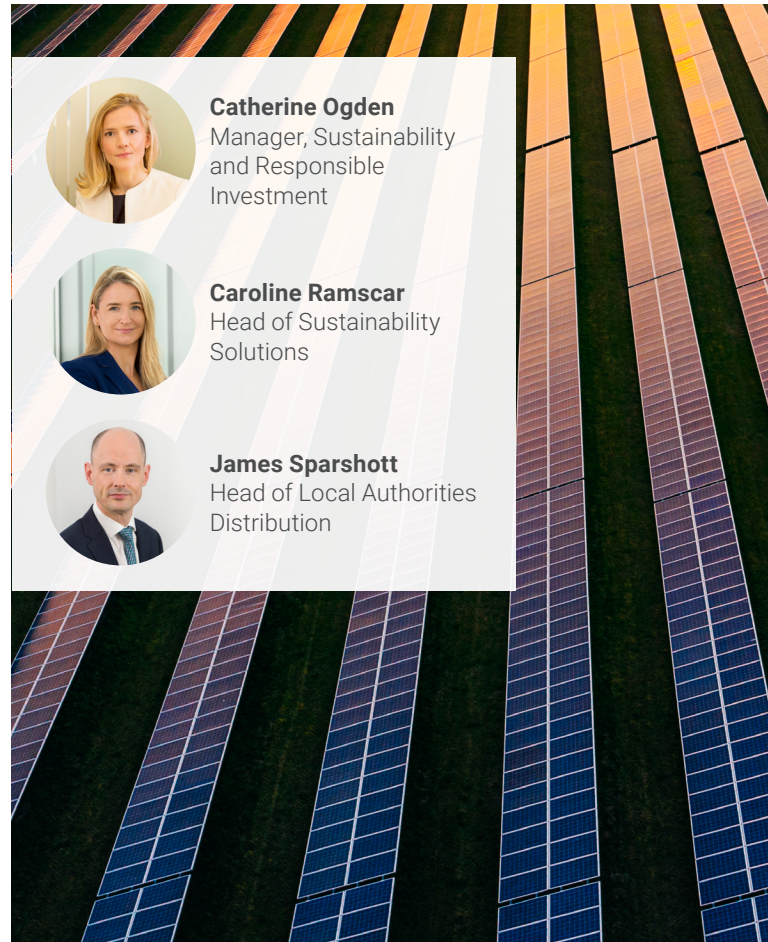 Catherine Ogden
Manager, Sustainability
and Responsible
Investment
Caroline Ramscar
Head of Sustainability
Solutions
James Sparshott
Head of Local Authorities
Distribution